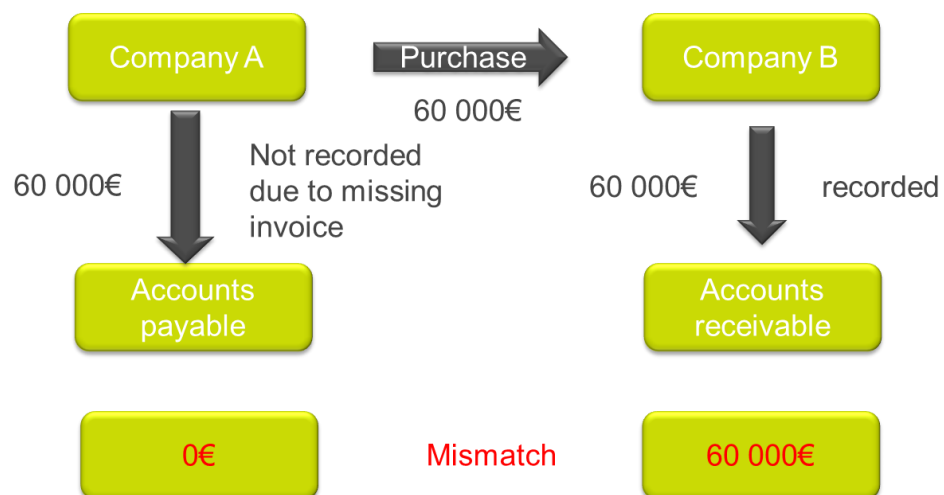 Company A
Purchase
Company B
60 000€
60 000€
Not recorded
due to missing
invoice
60 000€
recorded
Accounts
payable
Accounts
receivable
0€
Mismatch
60 000€